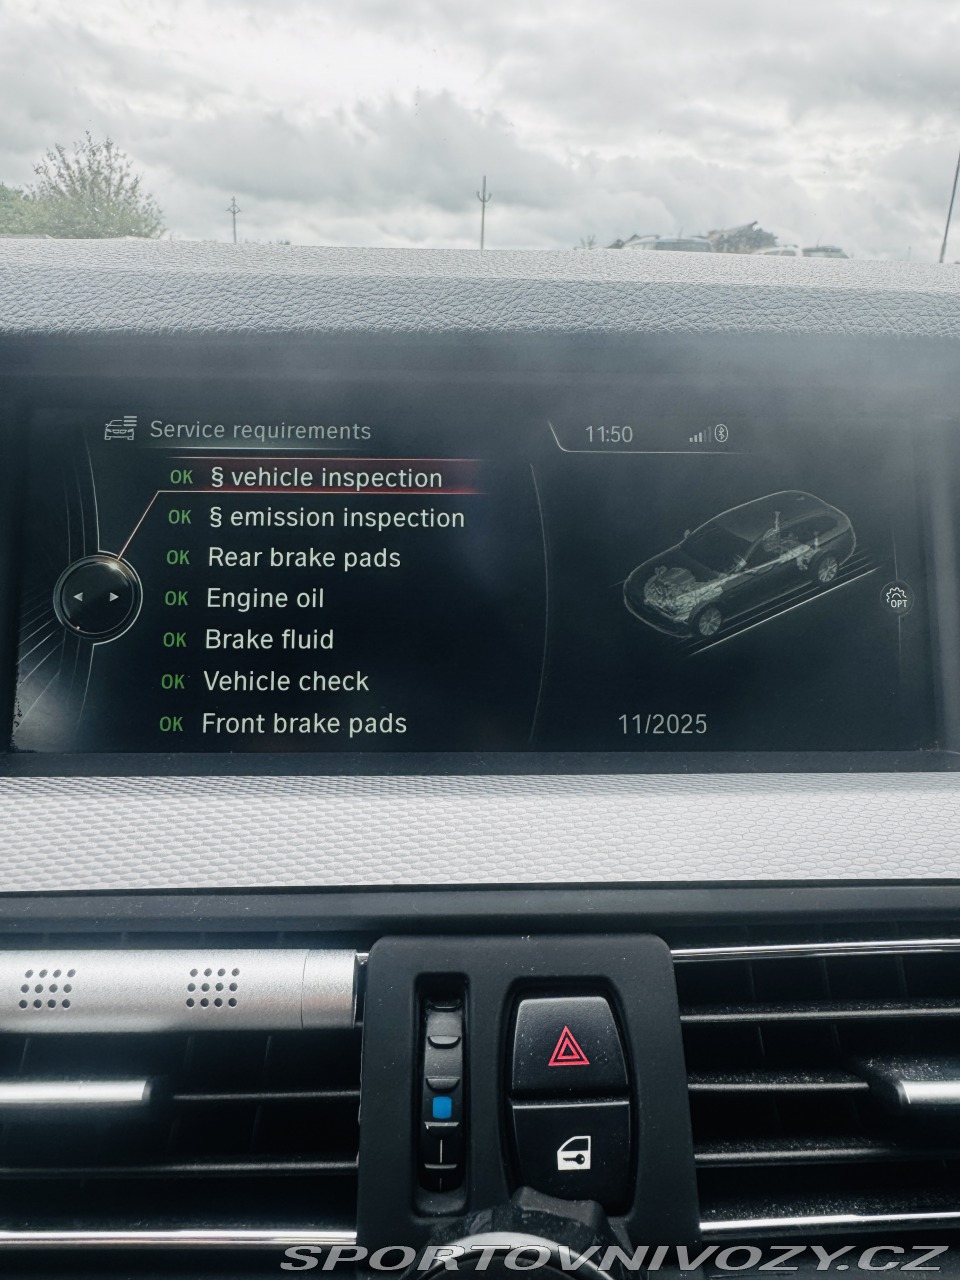 Service requirements
11:50
OK § vehicle inspection
OK § emission inspection
OK Rear brake pads
OK Engine oil
OK Brake fluid
OK Vehicle check
OK Front brake pads
OPT
11/2025
SPORTOVNIVOZY.CZ